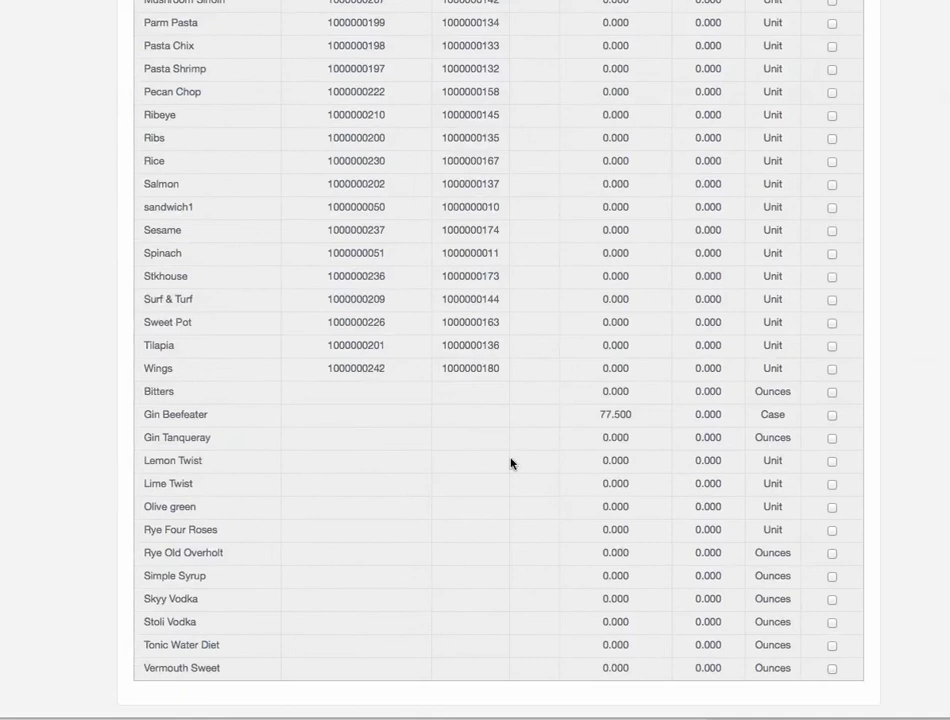 Mushroom Sirloin 1000000207 1000000142 0.000 0.000 Unit
Parm Pasta 1000000199 1000000134 0.000 0.000 Unit
Pasta Chix 1000000198 1000000133 0.000 0.000 Unit
Pasta Shrimp 1000000197 1000000132 0.000 0.000 Unit
Pecan Chop 1000000222 1000000158 0.000 0.000 Unit
Ribeye 1000000210 1000000145 0.000 0.000 Unit
Ribs 1000000200 1000000135 0.000 0.000 Unit
Rice 1000000230 1000000167 0.000 0.000 Unit
Salmon 1000000202 1000000137 0.000 0.000 Unit
sandwich1 1000000050 1000000010 0.000 0.000 Unit
Sesame 1000000237 1000000174 0.000 0.000 Unit
Spinach 1000000051 1000000011 0.000 0.000 Unit
Stkhouse 1000000236 1000000173 0.000 0.000 Unit
Surf & Turf 1000000209 1000000144 0.000 0.000 Unit
Sweet Pot 1000000226 1000000163 0.000 0.000 Unit
Tilapia 1000000201 1000000136 0.000 0.000 Unit
Wings 1000000242 1000000180 0.000 0.000 Unit
Bitters 0.000 0.000 Ounces
Gin Beefeater 77.500 0.000 Case
Gin Tanqueray 0.000 0.000 Ounces
Lemon Twist 0.000 0.000 Unit
Lime Twist 0.000 0.000 Unit
Olive green 0.000 0.000 Unit
Rye Four Roses 0.000 0.000 Unit
Rye Old Overholt 0.000 0.000 Ounces
Simple Syrup 0.000 0.000 Ounces
Skyy Vodka 0.000 0.000 Ounces
Stoli Vodka 0.000 0.000 Ounces
Tonic Water Diet 0.000 0.000 Ounces
Vermouth Sweet 0.000 0.000 Ounces